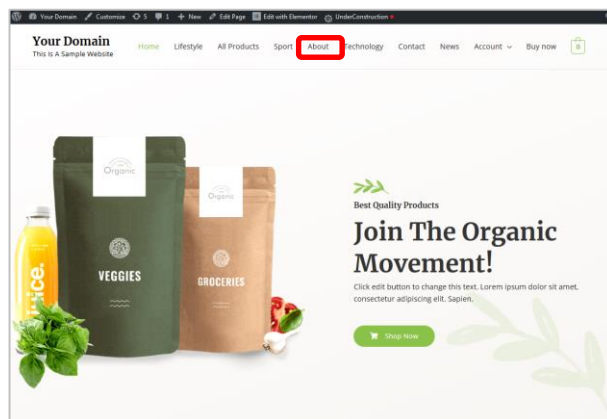 Your Domain Customize 5 1 New Edit Page Edit with Elementor UnderConstruction
Your Domain
This Is A Sample Website
Home Lifestyle All Products Sport About Technology Contact News Account Buy now 0
Organic
Organic
VEGGIES
GROCERIES
juice.
Best Quality Products
Join The Organic
Movement!
Click edit button to change this text. Lorem ipsum dolor sit amet,
consectetur adipiscing elit. Sapien.
Shop Now